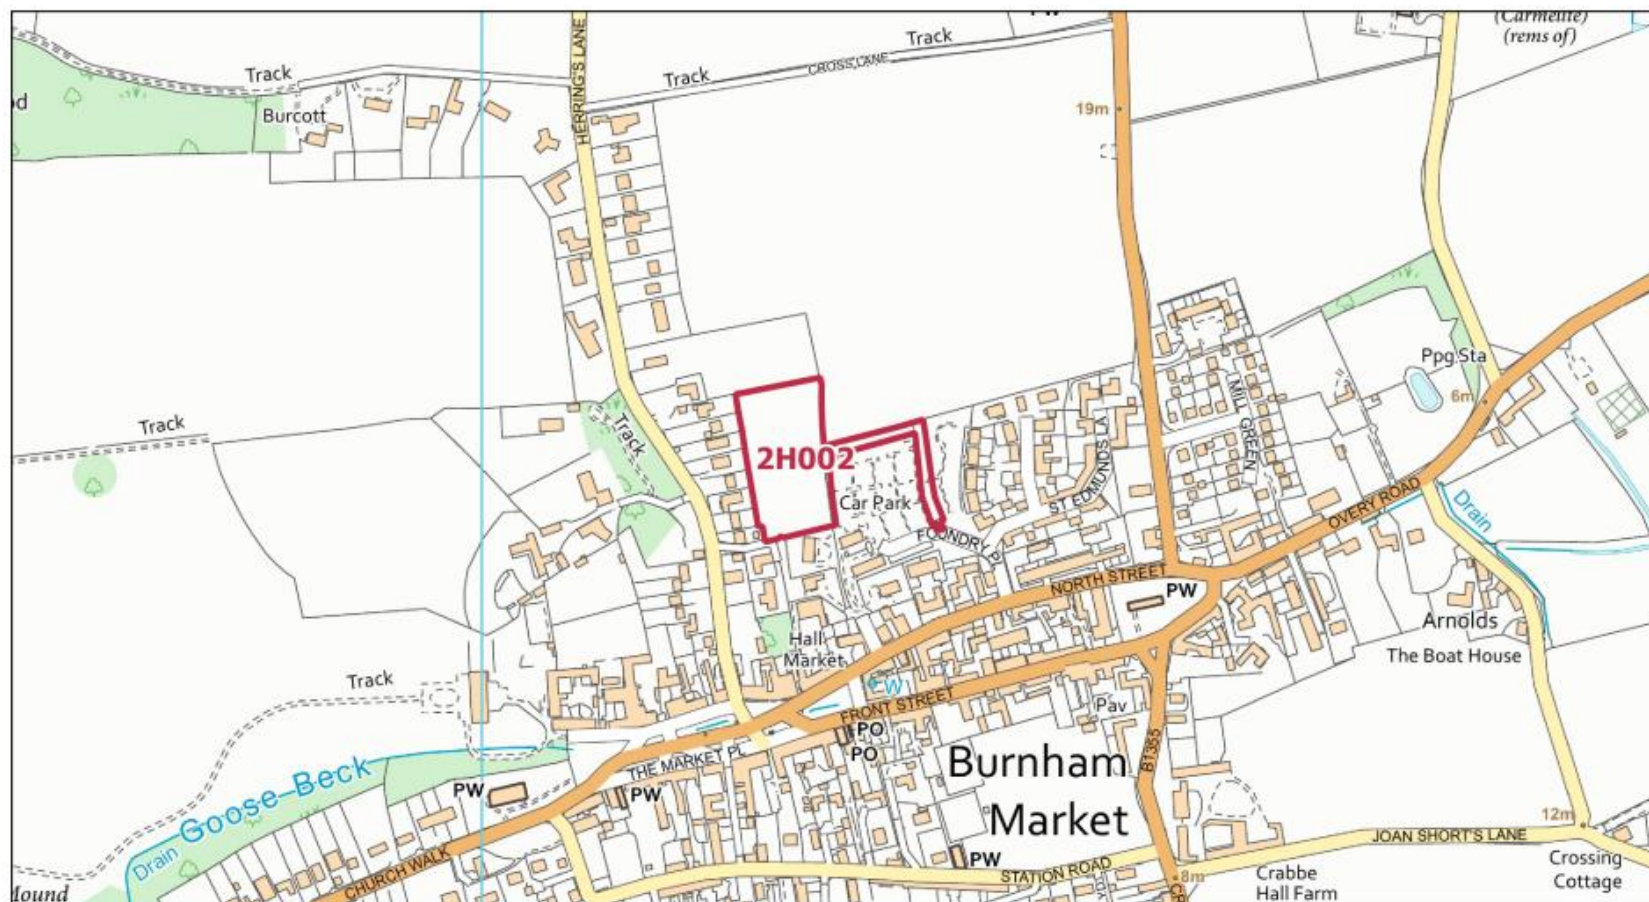 (Carmelite)
(rems of)
Track
Track
CROSS LANE
Track
HERRING'S LANE
Burcott
19m
Ppg Sta
6m
MILL GREEN
Track
Track
2H002
Car Park
ST EDMUNDS LA
FOUNDRY PL
OVERY ROAD
Drain
NORTH STREET
PW
Arnolds
The Boat House
Hall
Market
Track
W
FRONT STREET
Pav
PO
PO
THE MARKET PL
B1355
Burnham
Market
Goose-Beck
PW
PW
Drain
CHURCH WALK
PW
STATION ROAD
JOAN SHORT'S LANE
12m
8m
Crabbe
Hall Farm
Crossing
Cottage